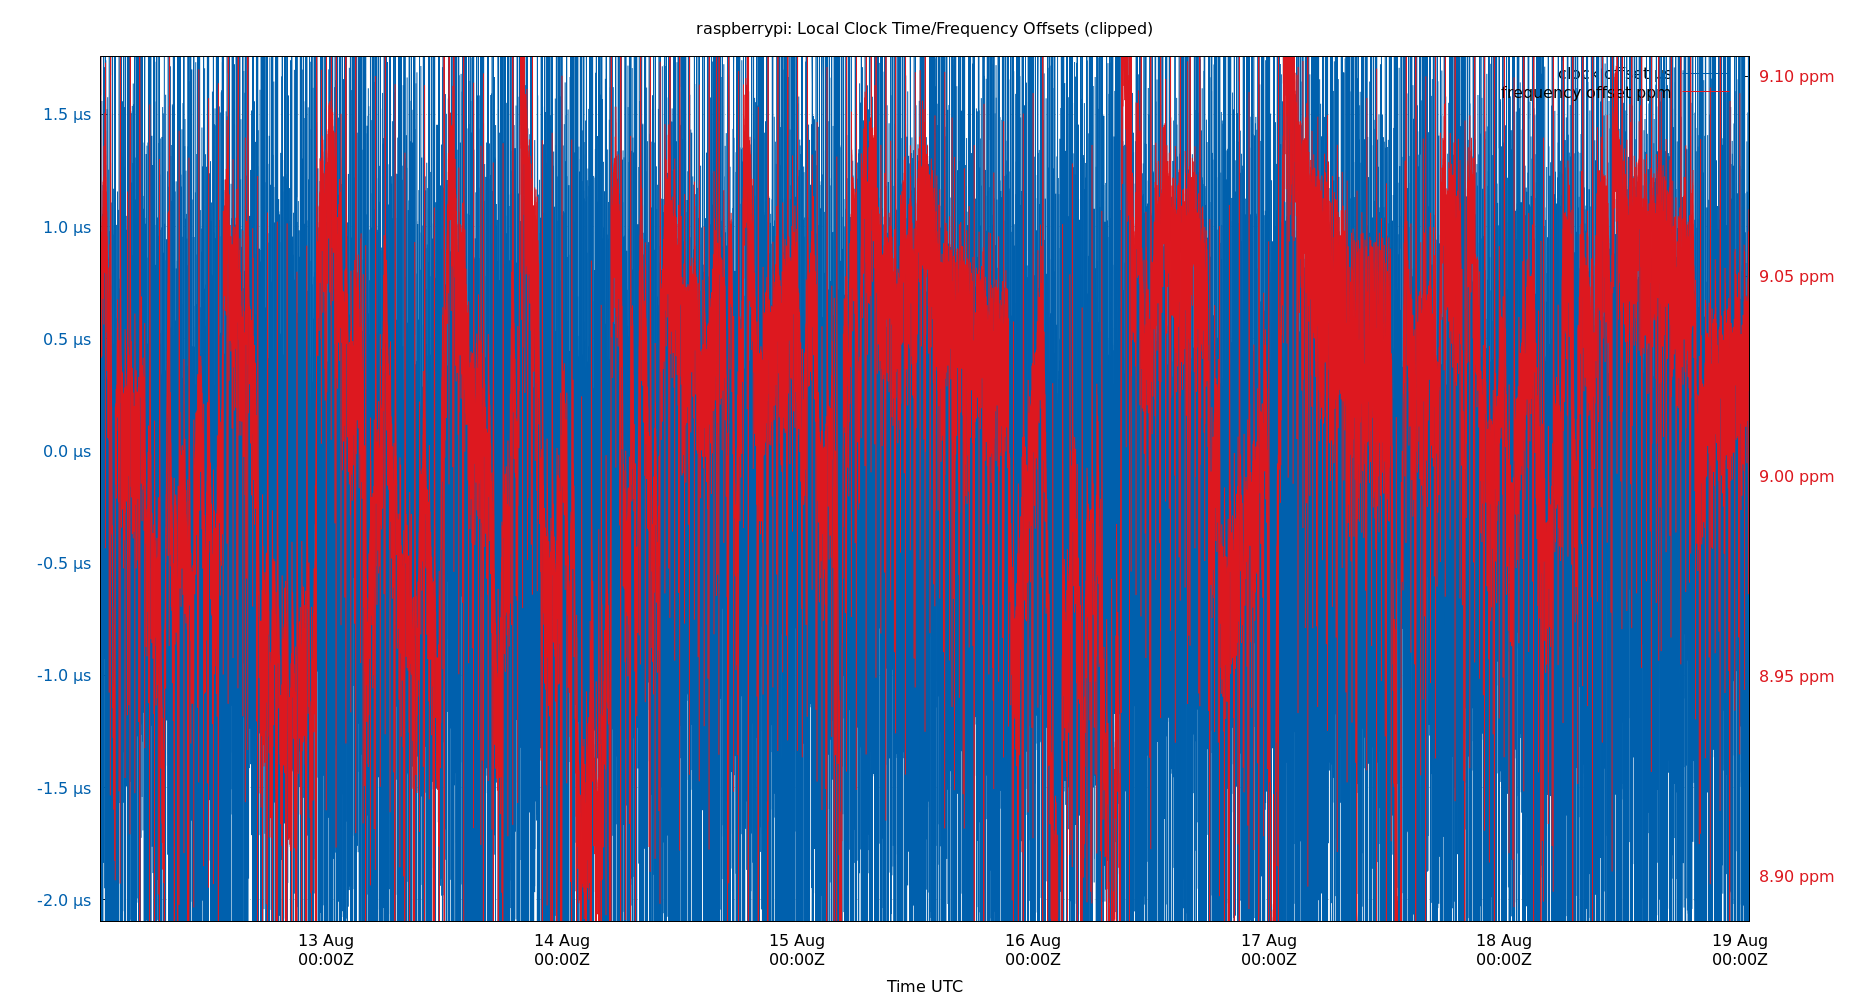 raspberrypi: Local Clock Time/Frequency Offsets (clipped)
clock offset µs
frequency offset ppm
1.5 µs
1.0 µs
0.5 µs
0.0 µs
-0.5 µs
-1.0 µs
-1.5 µs
-2.0 µs
9.10 ppm
9.05 ppm
9.00 ppm
8.95 ppm
8.90 ppm
13 Aug
00:00Z
14 Aug
00:00Z
15 Aug
00:00Z
16 Aug
00:00Z
17 Aug
00:00Z
18 Aug
00:00Z
19 Aug
00:00Z
Time UTC